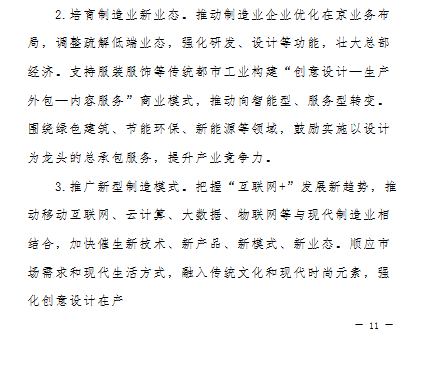 2.培育制造业新业态。推动制造业企业优化在京业务布
局，调整疏解低端业态，强化研发、设计等功能，壮大总部
经济。支持服装服饰等传统都市工业构建“创意设计—生产
外包—内容服务”商业模式，推动向智能型、服务型转变。
围绕绿色建筑、节能环保、新能源等领域，鼓励实施以设计
为龙头的总承包服务，提升产业竞争力。
3.推广新型制造模式。把握“互联网+”发展新趋势，推
动移动互联网、云计算、大数据、物联网等与现代制造业相
结合，加快催生新技术、新产品、新模式、新业态。顺应市
场需求和现代生活方式，融入传统文化和现代时尚元素，强
化创意设计在产
— 11 —